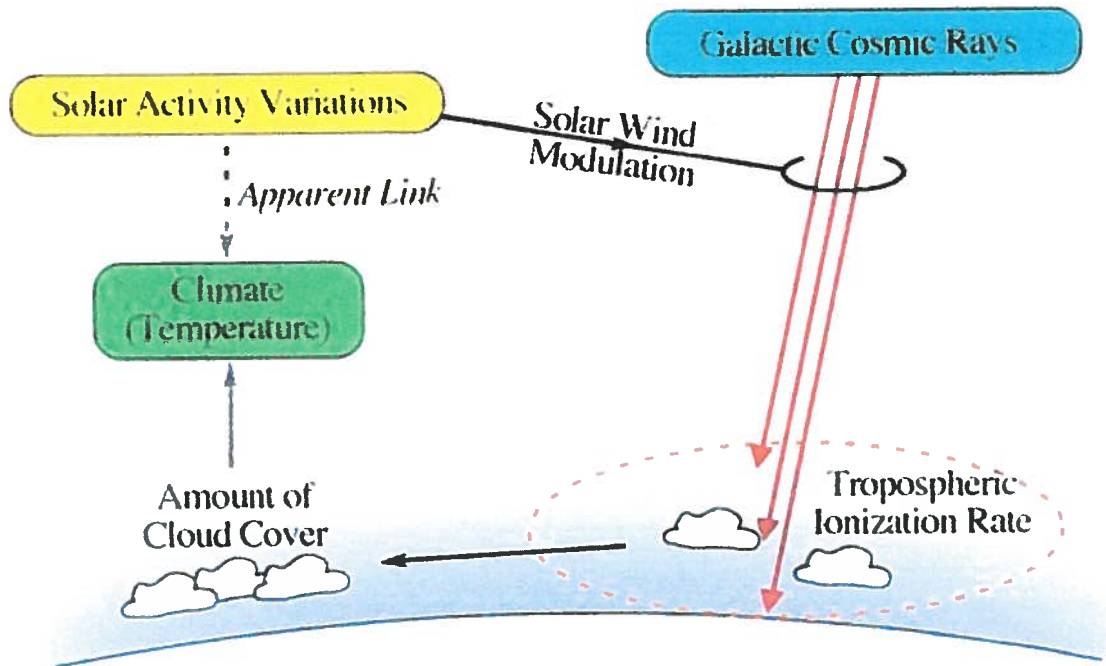 Galactic Cosmic Rays
Solar Activity Variations
Solar Wind
Modulation
Apparent Link
Climate
(Temperature)
Amount of
Cloud Cover
Tropospheric
Ionization Rate